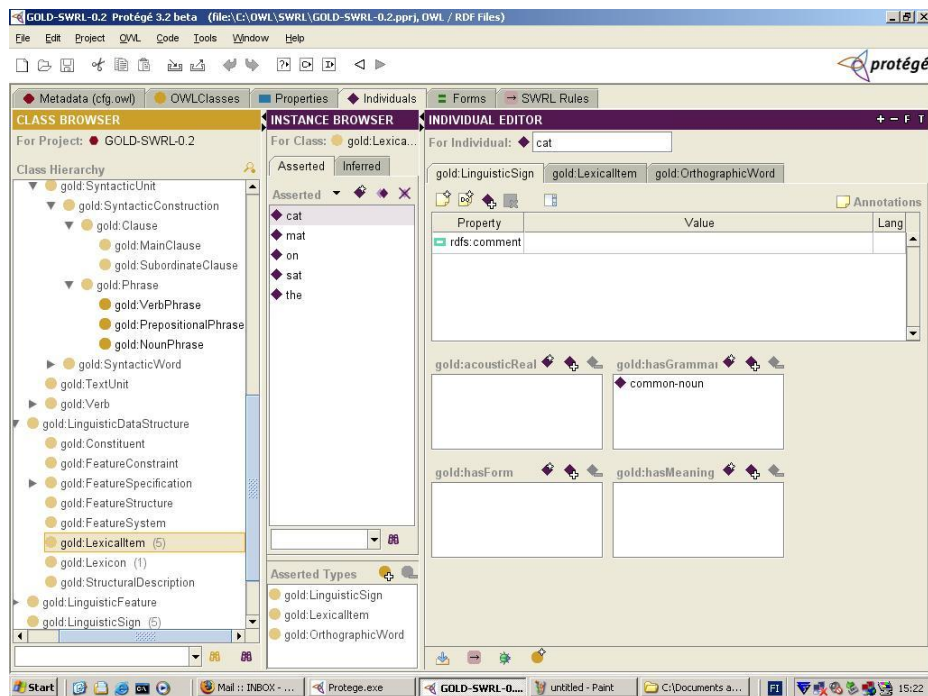 GOLD-SWRL-0.2 Protégé 3.2 beta (file:\C:\OWL\SWRL\GOLD-SWRL-0.2.pprj, OWL / RDF Files)
File Edit Project OWL Code Tools Window Help
protégé
Metadata (cfg.owl) OWLClasses Properties Individuals Forms SWRL Rules
CLASS BROWSER
For Project: GOLD-SWRL-0.2
Class Hierarchy
gold:SyntacticUnit
gold:SyntacticConstruction
gold:Clause
gold:MainClause
gold:SubordinateClause
gold:Phrase
gold:VerbPhrase
gold:PrepositionalPhrase
gold:NounPhrase
gold:SyntacticWord
gold:TextUnit
gold:Verb
gold:LinguisticDataStructure
gold:Constituent
gold:FeatureConstraint
gold:FeatureSpecification
gold:FeatureStructure
gold:FeatureSystem
gold:LexicalItem (5)
gold:Lexicon (1)
gold:StructuralDescription
gold:LinguisticFeature
gold:LinguisticSign (5)
INSTANCE BROWSER
For Class: gold:Lexica...
Asserted Inferred
Asserted
cat
mat
on
sat
the
Asserted Types
gold:LinguisticSign
gold:LexicalItem
gold:OrthographicWord
INDIVIDUAL EDITOR + − F T
For Individual: cat
gold:LinguisticSign gold:LexicalItem gold:OrthographicWord
Annotations
Property Value Lang
rdfs:comment
gold:acousticReal gold:hasGrammar
common-noun
gold:hasForm gold:hasMeaning
Start Mail :: INBOX - ... Protege.exe GOLD-SWRL-0.... untitled - Paint C:\Documents a... FI 15:22